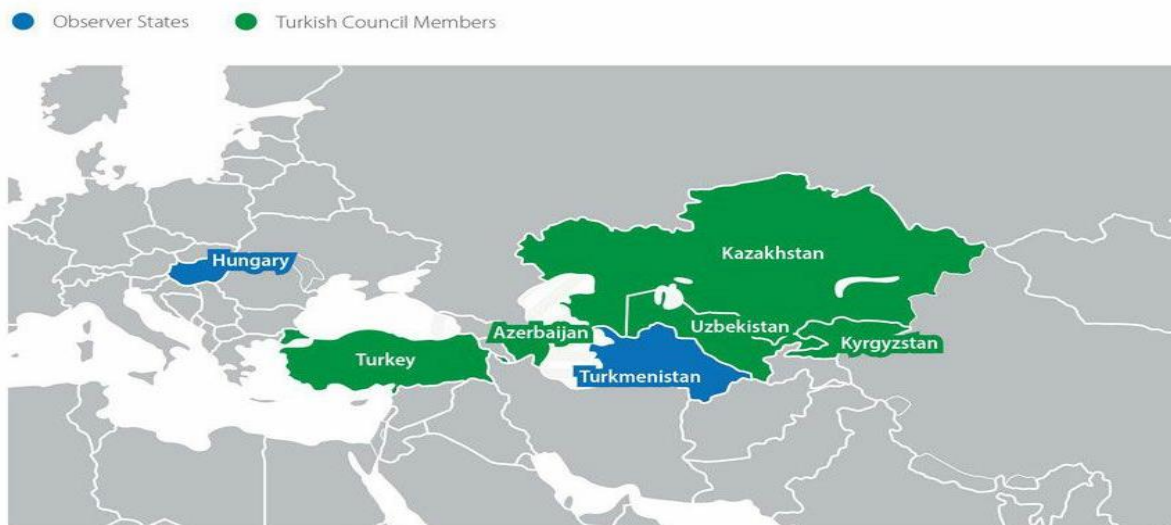 Observer States
Turkish Council Members
Kazakhstan
Hungary
Azerbaijan
Uzbekistan
Kyrgyzstan
Turkey
Turkmenistan